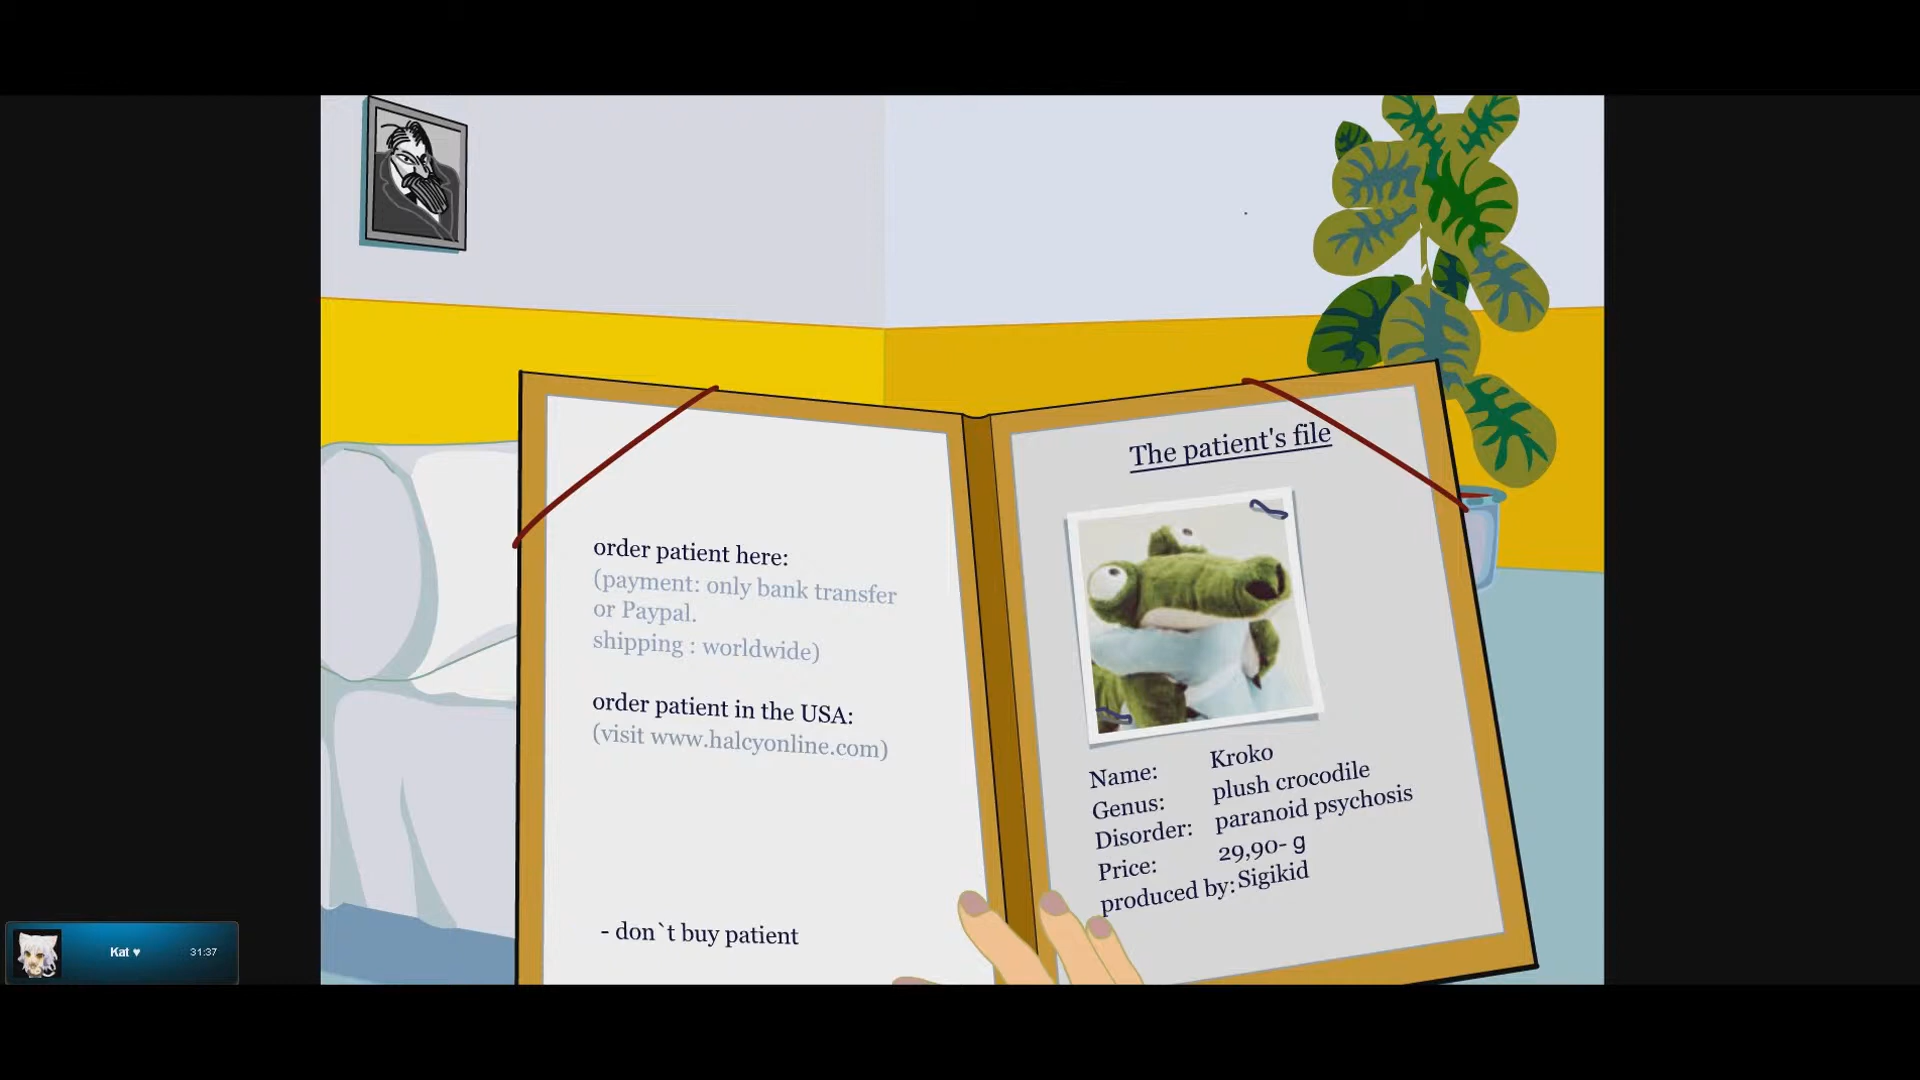 order patient here:
(payment: only bank transfer
or Paypal.
shipping : worldwide)
order patient in the USA:
(visit www.halcyonline.com)
- don`t buy patient
The patient's file
Name: Kroko
Genus: plush crocodile
Disorder: paranoid psychosis
Price: 29,90- g
produced by: Sigikid
Kat ♥ 31:37